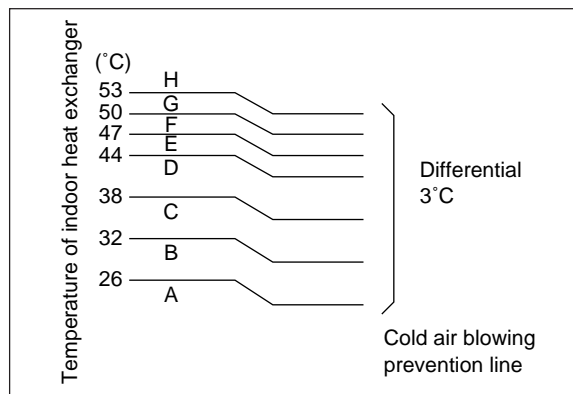 Temperature of indoor heat exchanger
(˚C)
H
53
G
50
F
47
E
44
D
38
C
32
B
26
A
Differential
3˚C
Cold air blowing
prevention line